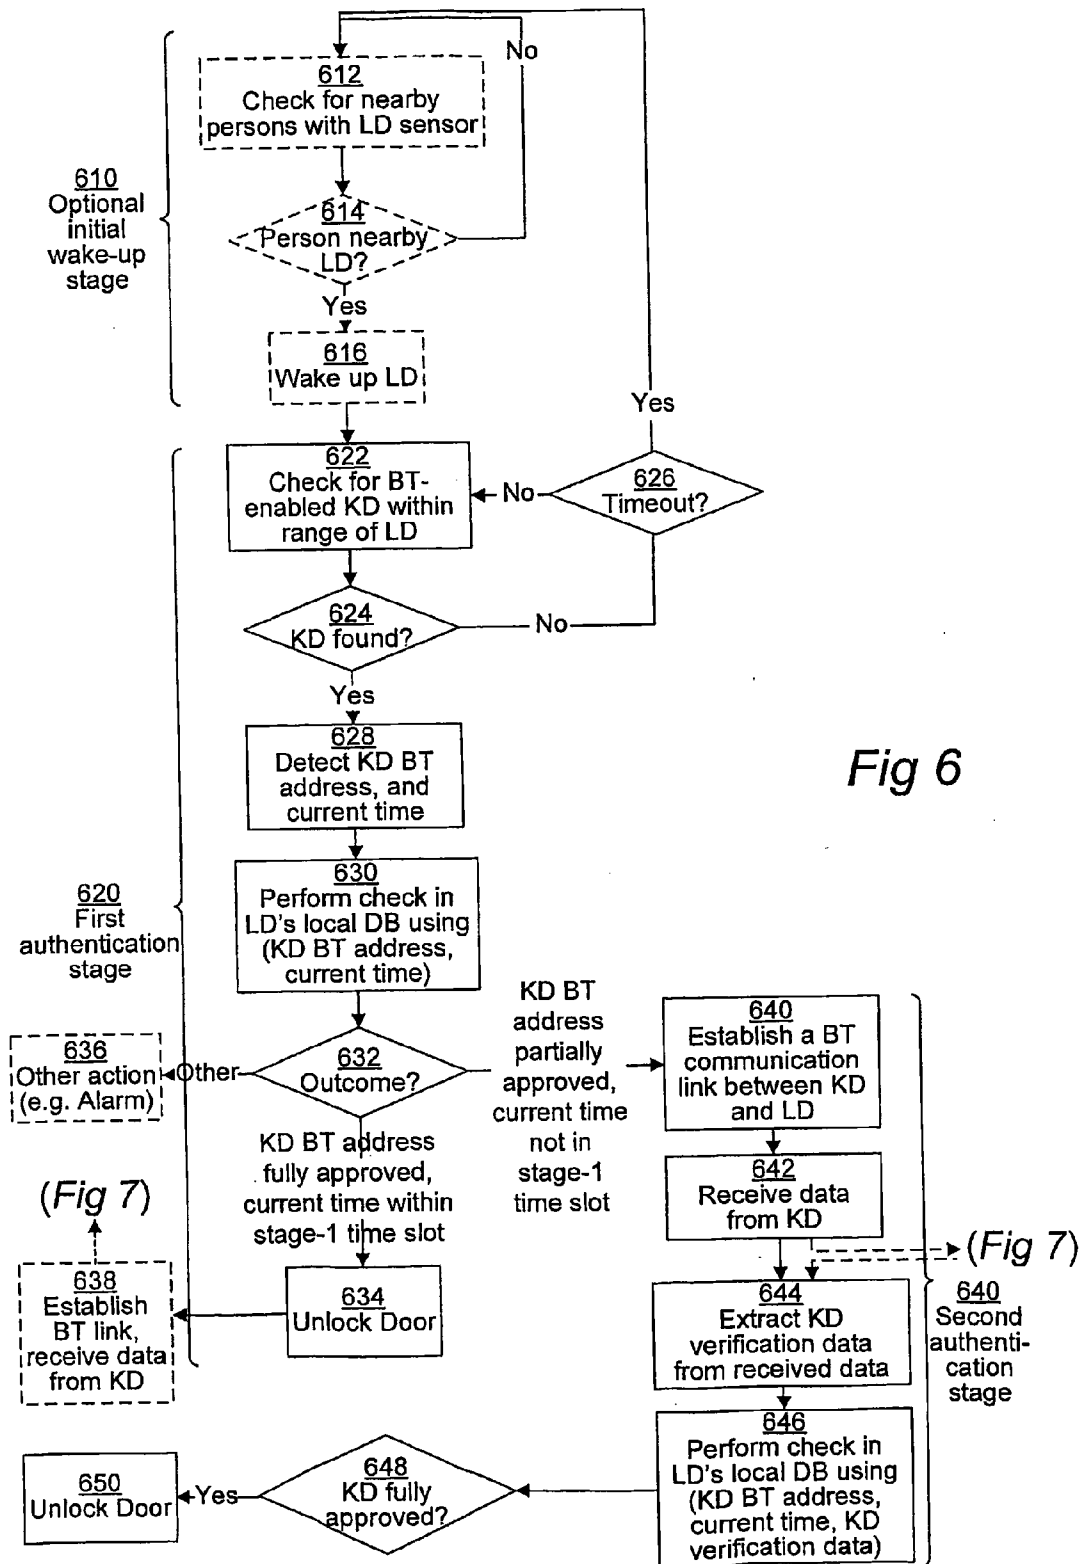 No
612
Check for nearby
persons with LD sensor
610
Optional
initial
wake-up
stage
614
Person nearby
LD?
Yes
616
Wake up LD
Yes
622
Check for BT-
enabled KD within
range of LD
No
626
Timeout?
624
KD found?
No
Yes
628
Detect KD BT
address, and
current time
Fig 6
630
Perform check in
LD's local DB using
(KD BT address,
current time)
620
First
authentication
stage
632
Outcome?
Other
636
Other action
(e.g. Alarm)
KD BT
address
partially
approved,
current time
not in
stage-1
time slot
640
Establish a BT
communication
link between KD
and LD
KD BT address
fully approved,
current time within
stage-1 time slot
642
Receive data
from KD
(Fig 7)
(Fig 7)
638
Establish
BT link,
receive data
from KD
634
Unlock Door
644
Extract KD
verification data
from received data
640
Second
authenti-
cation
stage
646
Perform check in
LD's local DB using
(KD BT address,
current time, KD
verification data)
648
KD fully
approved?
Yes
650
Unlock Door